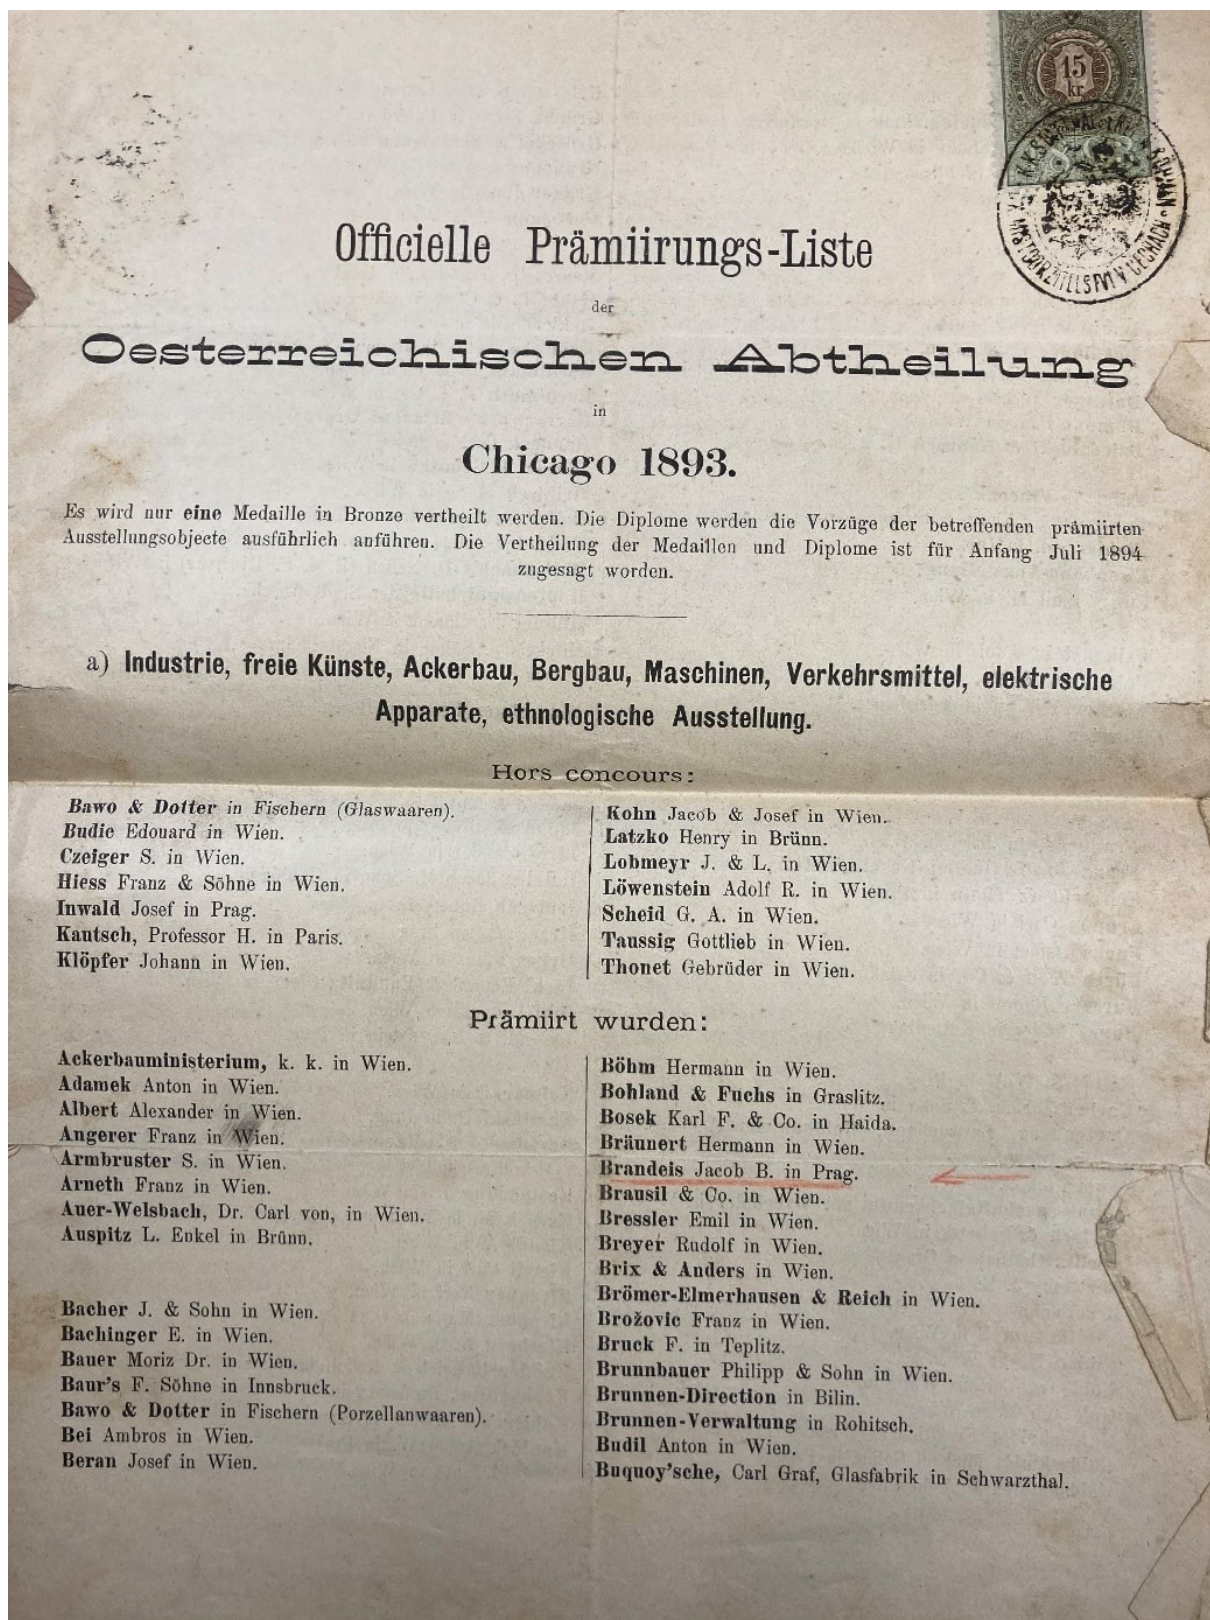 15
kr
Officielle Prämiirungs-Liste
der
Oesterreichischen Abtheilung
in
Chicago 1893.
Es wird nur eine Medaille in Bronze vertheilt werden. Die Diplome werden die Vorzüge der betreffenden prämiirten
Ausstellungsobjecte ausführlich anführen. Die Vertheilung der Medaillen und Diplome ist für Anfang Juli 1894
zugesagt worden.
a) Industrie, freie Künste, Ackerbau, Bergbau, Maschinen, Verkehrsmittel, elektrische
Apparate, ethnologische Ausstellung.
Hors concours:
Bawo & Dotter in Fischern (Glaswaaren).
Budie Edouard in Wien.
Czeiger S. in Wien.
Hiess Franz & Söhne in Wien.
Inwald Josef in Prag.
Kautsch, Professor H. in Paris.
Klöpfer Johann in Wien.
Kohn Jacob & Josef in Wien.
Latzko Henry in Brünn.
Lobmeyr J. & L. in Wien.
Löwenstein Adolf R. in Wien.
Scheid G. A. in Wien.
Taussig Gottlieb in Wien.
Thonet Gebrüder in Wien.
Prämiirt wurden:
Ackerbauministerium, k. k. in Wien.
Adamek Anton in Wien.
Albert Alexander in Wien.
Angerer Franz in Wien.
Armbruster S. in Wien.
Arneth Franz in Wien.
Auer-Welsbach, Dr. Carl von, in Wien.
Auspitz L. Enkel in Brünn.
Bacher J. & Sohn in Wien.
Bachinger E. in Wien.
Bauer Moriz Dr. in Wien.
Baur's F. Söhne in Innsbruck.
Bawo & Dotter in Fischern (Porzellanwaaren).
Bei Ambros in Wien.
Beran Josef in Wien.
Böhm Hermann in Wien.
Bohland & Fuchs in Graslitz.
Bosek Karl F. & Co. in Haida.
Bräunert Hermann in Wien.
Brandeis Jacob B. in Prag.
Brausil & Co. in Wien.
Bressler Emil in Wien.
Breyer Rudolf in Wien.
Brix & Anders in Wien.
Brömer-Elmerhausen & Reich in Wien.
Brožovic Franz in Wien.
Bruck F. in Teplitz.
Brunnbauer Philipp & Sohn in Wien.
Brunnen-Direction in Bilin.
Brunnen-Verwaltung in Rohitsch.
Budil Anton in Wien.
Buquoy'sche, Carl Graf, Glasfabrik in Schwarzthal.